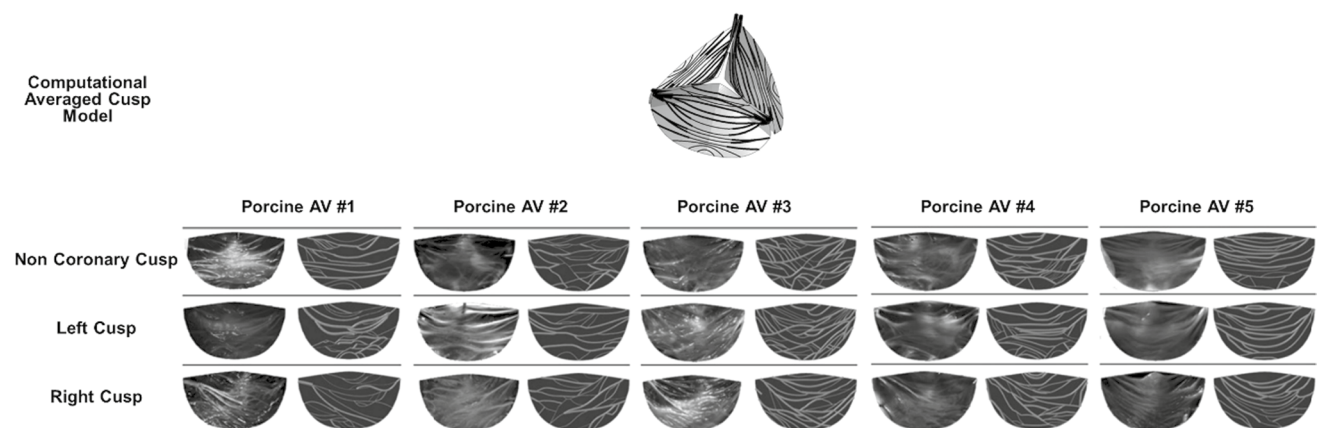 Computational
Averaged Cusp
Model
Porcine AV #1 Porcine AV #2 Porcine AV #3 Porcine AV #4 Porcine AV #5
Non Coronary Cusp
Left Cusp
Right Cusp